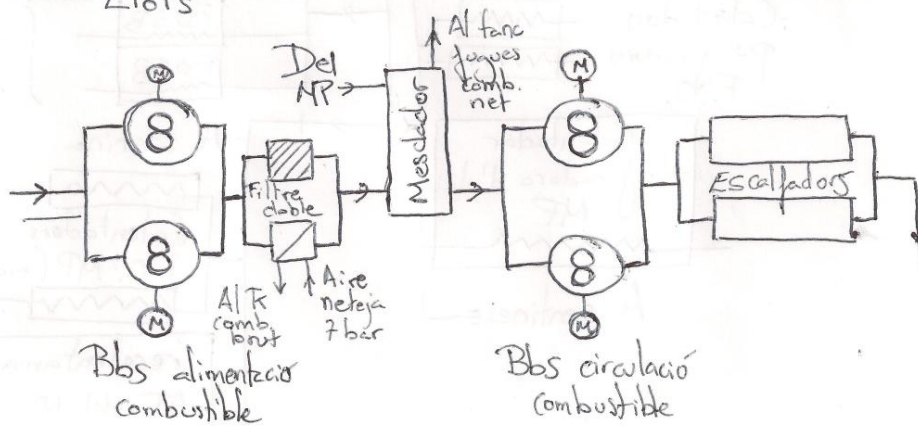 M
Filtre
doble
Al Tk
comb.
brut
Aire
neteja
7 bar
M
Bbs alimentació
combustible
Del
MP
Mesclador
Al tanc
fugues
comb.
net
M
M
Bbs circulació
combustible
Escalfadors